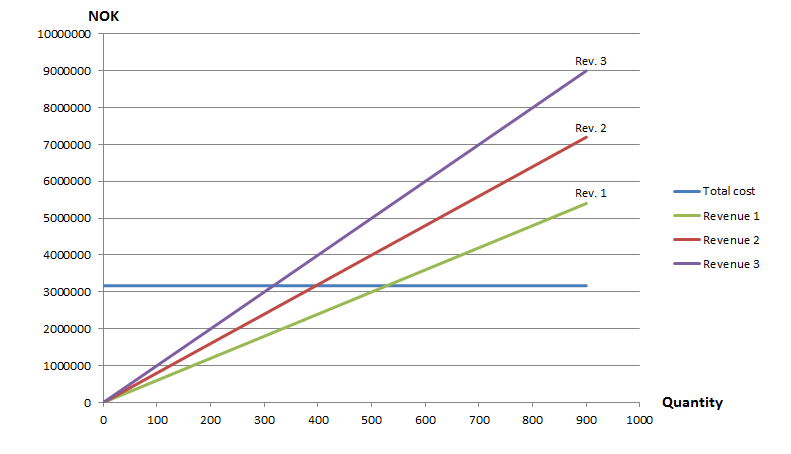 NOK
10000000
9000000
8000000
7000000
6000000
5000000
4000000
3000000
2000000
1000000
0
Rev. 3
Rev. 2
Rev. 1
Total cost
Revenue 1
Revenue 2
Revenue 3
0 100 200 300 400 500 600 700 800 900 1000
Quantity